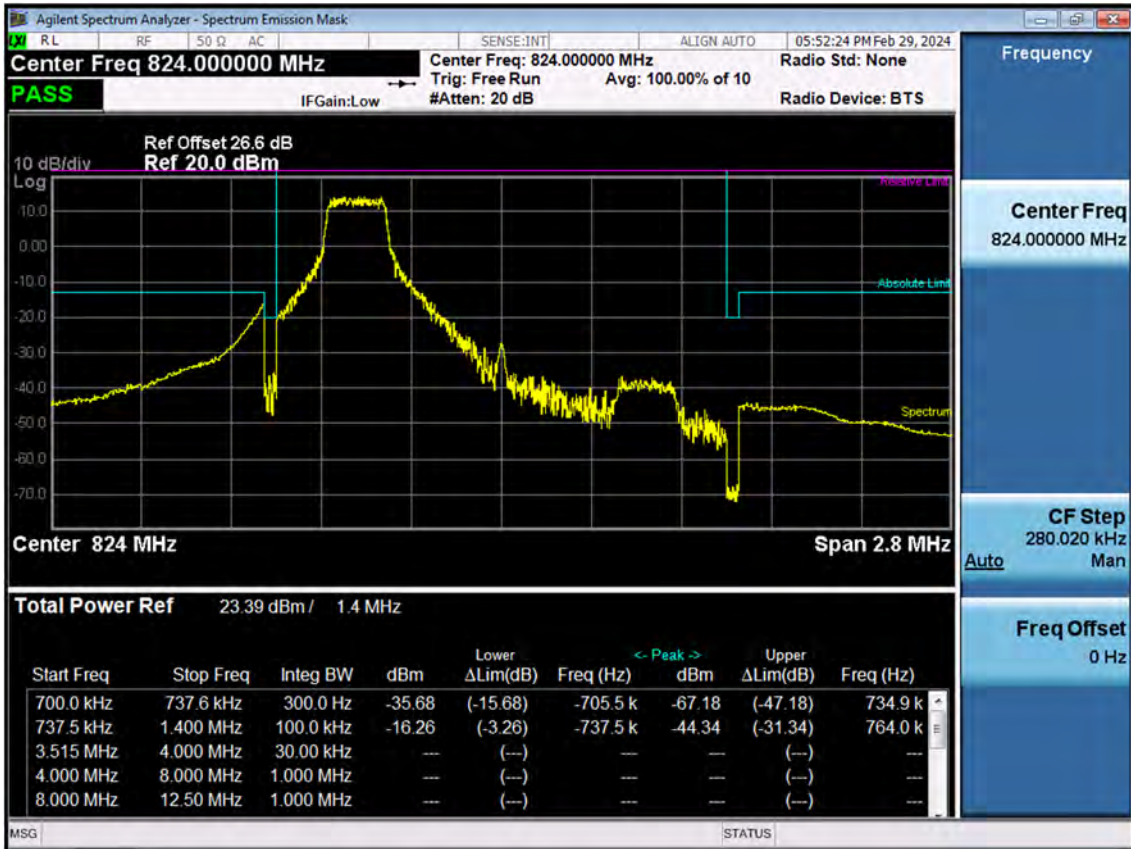 Agilent Spectrum Analyzer - Spectrum Emission Mask
LXI RL RF 50 Ω AC SENSE:INT ALIGN AUTO 05:52:24 PM Feb 29, 2024
Center Freq 824.000000 MHz
Center Freq: 824.000000 MHz
Radio Std: None
Trig: Free Run Avg: 100.00% of 10
PASS
IFGain:Low
#Atten: 20 dB
Radio Device: BTS
Ref Offset 26.6 dB
10 dB/div Ref 20.0 dBm
Log
Relative Limit
10.0
0.00
-10.0
Absolute Limit
-20.0
-30.0
-40.0
Spectrum
-50.0
-60.0
-70.0
Center 824 MHz Span 2.8 MHz
Total Power Ref 23.39 dBm / 1.4 MHz
Lower <- Peak -> Upper
Start Freq Stop Freq Integ BW dBm ΔLim(dB) Freq (Hz) dBm ΔLim(dB) Freq (Hz)
700.0 kHz 737.6 kHz 300.0 Hz -35.68 (-15.68) -705.5 k -67.18 (-47.18) 734.9 k
737.5 kHz 1.400 MHz 100.0 kHz -16.26 (-3.26) -737.5 k -44.34 (-31.34) 764.0 k
3.515 MHz 4.000 MHz 30.00 kHz --- (---) --- --- (---) ---
4.000 MHz 8.000 MHz 1.000 MHz --- (---) --- --- (---) ---
8.000 MHz 12.50 MHz 1.000 MHz --- (---) --- --- (---) ---
MSG STATUS
Frequency
Center Freq
824.000000 MHz
CF Step
280.020 kHz
Auto Man
Freq Offset
0 Hz